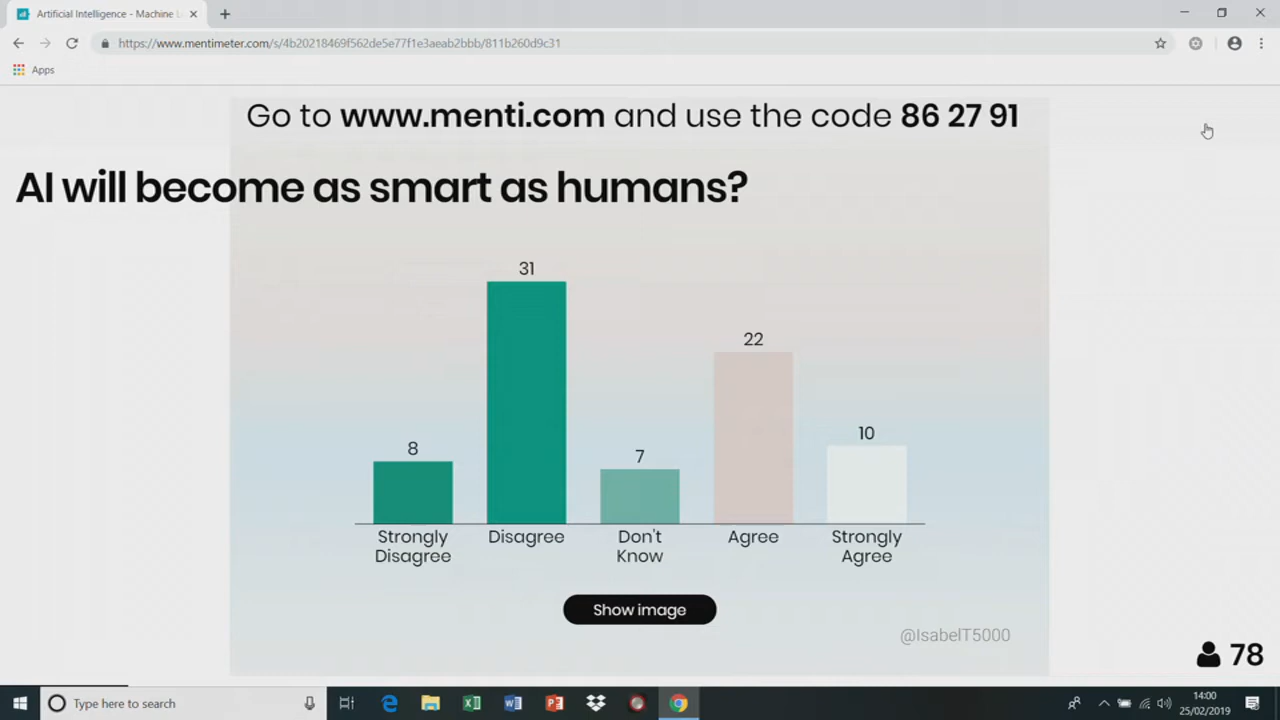 Artificial Intelligence - Machine L
https://www.mentimeter.com/s/4b20218469f562de5e77f1e3aeab2bbb/811b260d9c31
Apps
Go to www.menti.com and use the code 86 27 91
AI will become as smart as humans?
8
31
7
22
10
Strongly
Disagree
Disagree
Don't
Know
Agree
Strongly
Agree
Show image
@IsabelT5000
78
Type here to search
14:00
25/02/2019